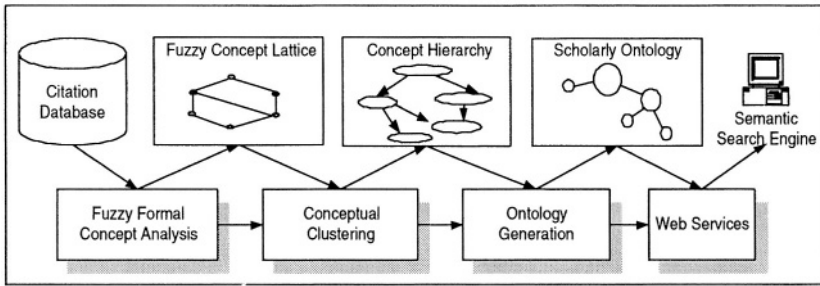 Citation
Database
Fuzzy Concept Lattice
Concept Hierarchy
Scholarly Ontology
Semantic
Search Engine
Fuzzy Formal
Concept Analysis
Conceptual
Clustering
Ontology
Generation
Web Services